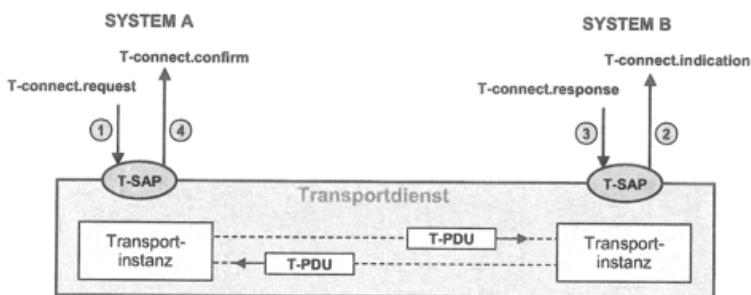 SYSTEM A
SYSTEM B
T-connect.confirm
T-connect.indication
T-connect.request
T-connect.response
1
4
3
2
T-SAP
T-SAP
Transportdienst
Transport-
instanz
T-PDU
T-PDU
Transport-
instanz